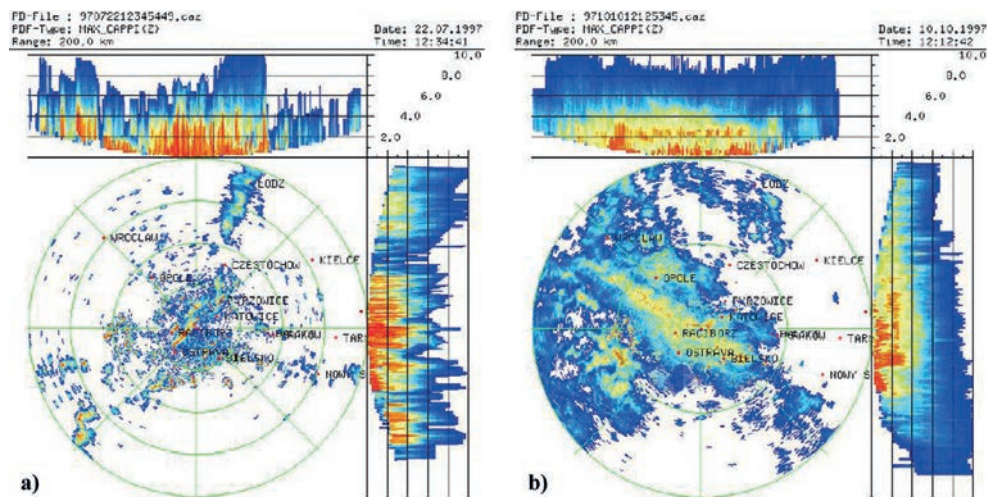 PD-File : 97072212345449.caz
PDF-Type: MAX_CAPPI(Z)
Range: 200.0 km
Date: 22.07.1997
Time: 12:34:41
10.0
8.0
6.0
4.0
2.0
ŁODZ
WROCLAW
KIELCE
CZESTOCHOW
OPOLE
PYRZOWICE
KATOWICE
RACIBORZ
KRAKOW
TAR
OSTRAVA
BIELSKO
NOWY S
a)
PD-File : 97101012125345.caz
PDF-Type: MAX_CAPPI(Z)
Range: 200.0 km
Date: 10.10.1997
Time: 12:12:42
10.0
8.0
6.0
4.0
2.0
ŁODZ
WROCLAW
KIELCE
CZESTOCHOW
OPOLE
PYRZOWICE
KATOWICE
RACIBORZ
KRAKOW
TAR
OSTRAVA
BIELSKO
NOWY S
b)